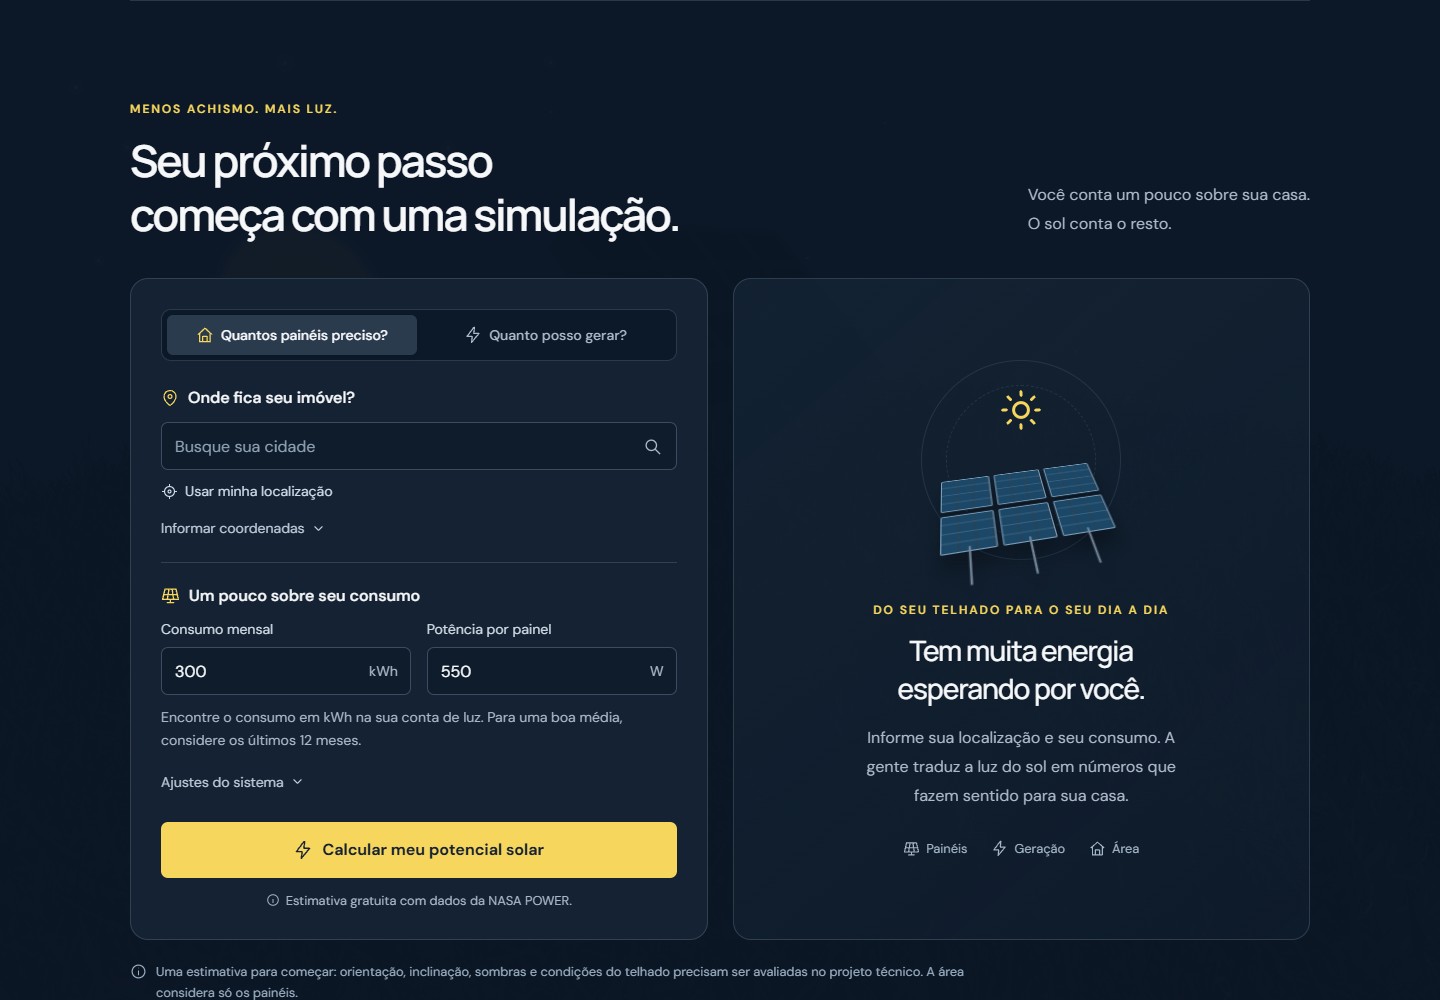 MENOS ACHISMO. MAIS LUZ.
Seu próximo passo
começa com uma simulação.
Você conta um pouco sobre sua casa.
O sol conta o resto.
Quantos painéis preciso?
Quanto posso gerar?
Onde fica seu imóvel?
Busque sua cidade
Usar minha localização
Informar coordenadas
Um pouco sobre seu consumo
Consumo mensal
Potência por painel
300 kWh
550 W
Encontre o consumo em kWh na sua conta de luz. Para uma boa média,
considere os últimos 12 meses.
Ajustes do sistema
Calcular meu potencial solar
Estimativa gratuita com dados da NASA POWER.
DO SEU TELHADO PARA O SEU DIA A DIA
Tem muita energia
esperando por você.
Informe sua localização e seu consumo. A
gente traduz a luz do sol em números que
fazem sentido para sua casa.
Painéis
Geração
Área
Uma estimativa para começar: orientação, inclinação, sombras e condições do telhado precisam ser avaliadas no projeto técnico. A área
considera só os painéis.